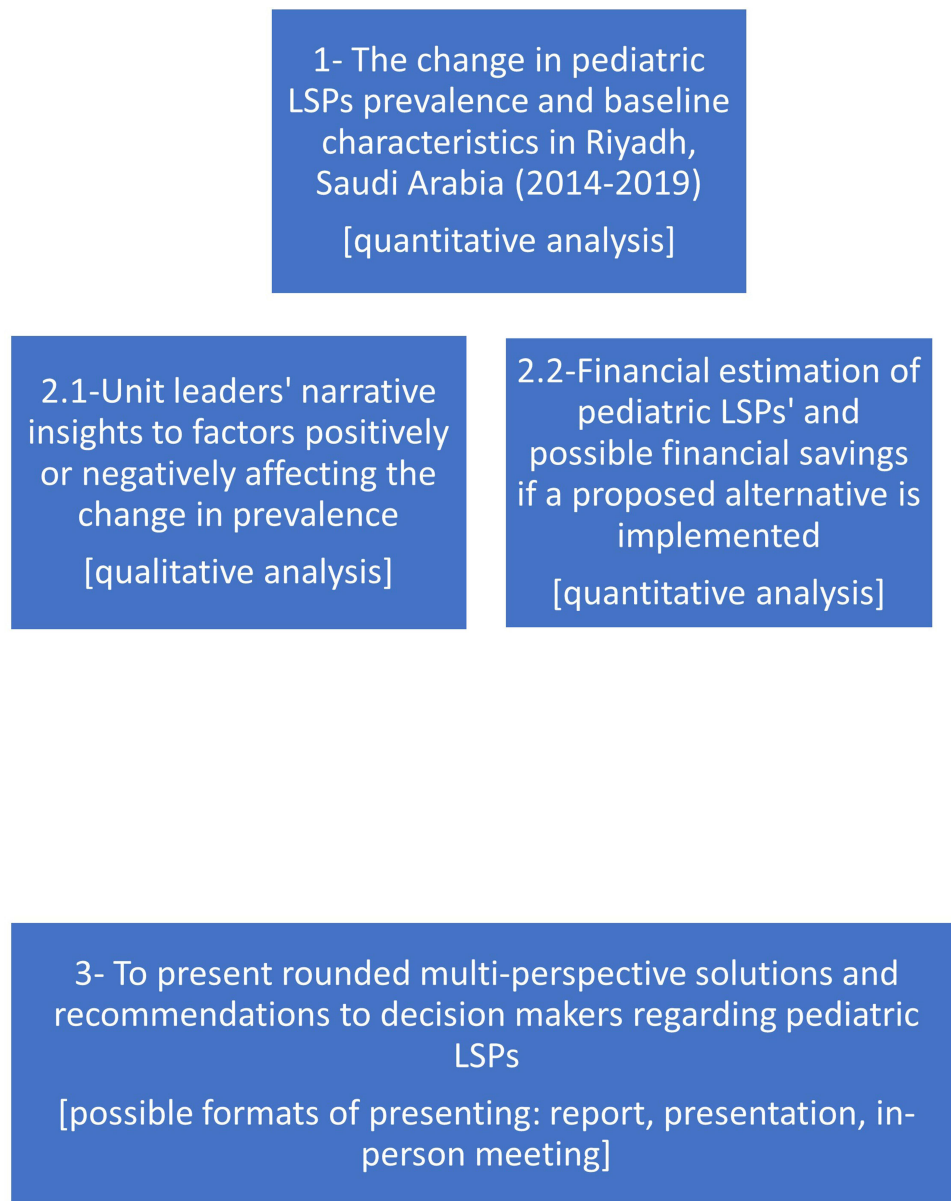 1- The change in pediatric
LSPs prevalence and baseline
characteristics in Riyadh,
Saudi Arabia (2014-2019)
[quantitative analysis]
2.1-Unit leaders' narrative
insights to factors positively
or negatively affecting the
change in prevalence
[qualitative analysis]
2.2-Financial estimation of
pediatric LSPs' and
possible financial savings
if a proposed alternative is
implemented
[quantitative analysis]
3- To present rounded multi-perspective solutions and
recommendations to decision makers regarding pediatric
LSPs
[possible formats of presenting: report, presentation, in-
person meeting]